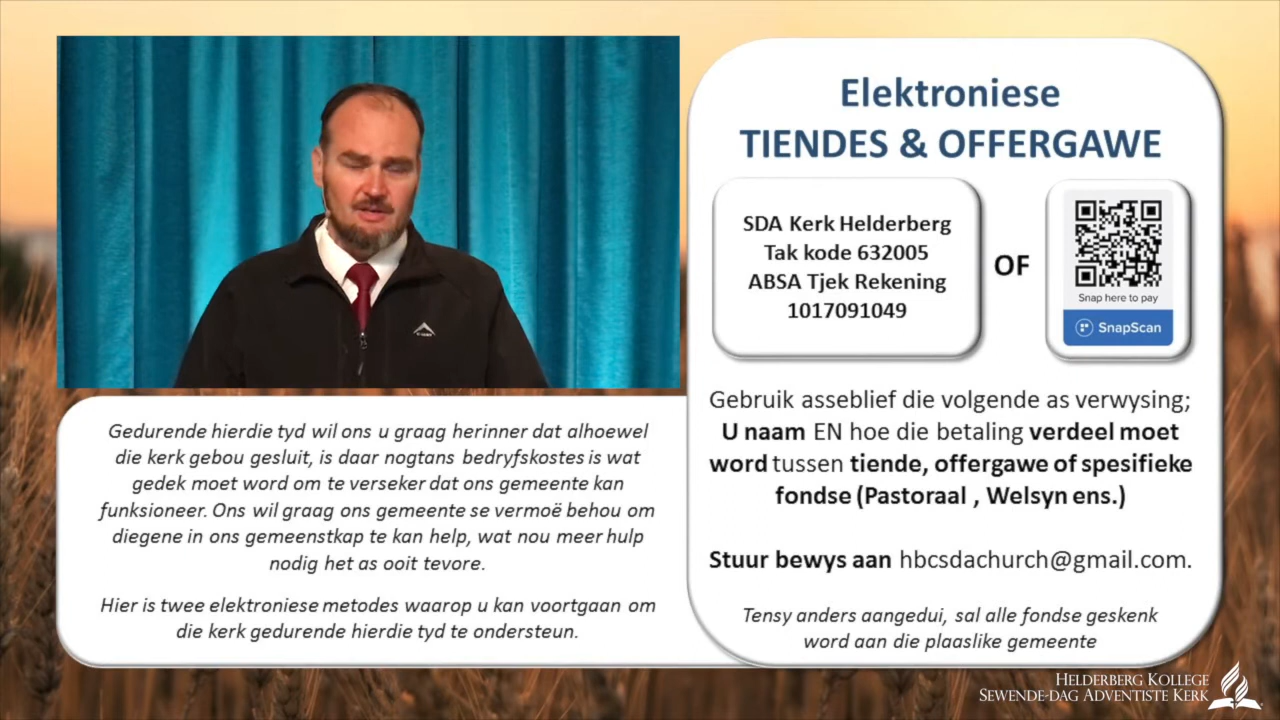 Elektroniese
TIENDES & OFFERGAWE
SDA Kerk Helderberg
Tak kode 632005
ABSA Tjek Rekening
1017091049
OF
Snap here to pay
SnapScan
Gebruik asseblief die volgende as verwysing;
U naam EN hoe die betaling verdeel moet
word tussen tiende, offergawe of spesifieke
fondse (Pastoraal , Welsyn ens.)
Stuur bewys aan hbcsdachurch@gmail.com.
Tensy anders aangedui, sal alle fondse geskenk
word aan die plaaslike gemeente
Gedurende hierdie tyd wil ons u graag herinner dat alhoewel
die kerk gebou gesluit, is daar nogtans bedryfskostes is wat
gedek moet word om te verseker dat ons gemeente kan
funksioneer. Ons wil graag ons gemeente se vermoë behou om
diegene in ons gemeenstkap te kan help, wat nou meer hulp
nodig het as ooit tevore.
Hier is twee elektroniese metodes waarop u kan voortgaan om
die kerk gedurende hierdie tyd te ondersteun.
HELDERBERG KOLLEGE
SEWENDE-DAG ADVENTISTE KERK